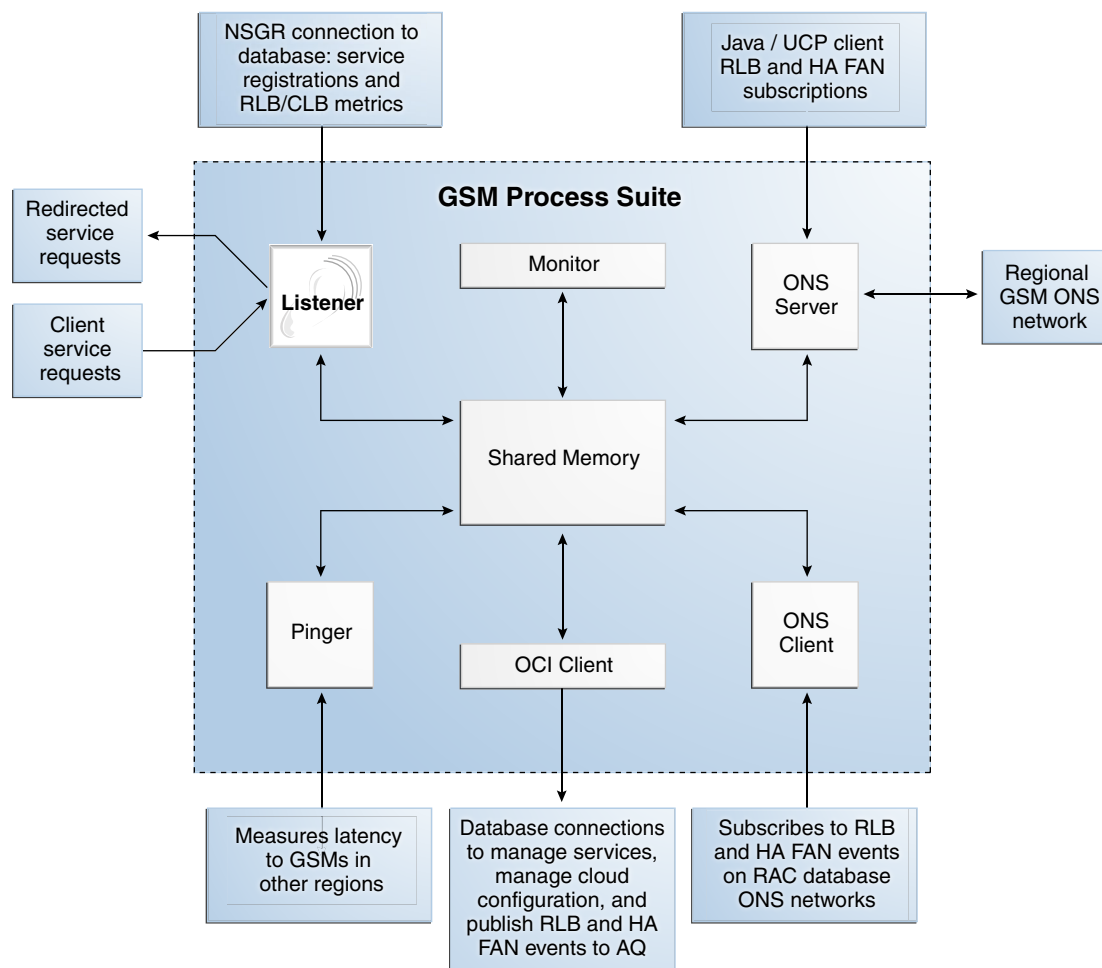 NSGR connection to
database: service
registrations and
RLB/CLB metrics
Java / UCP client
RLB and HA FAN
subscriptions
GSM Process Suite
Redirected
service
requests
Listener
Monitor
ONS
Server
Regional
GSM ONS
network
Client
service
requests
Shared Memory
Pinger
OCI Client
ONS
Client
Measures latency
to GSMs in
other regions
Database connections
to manage services,
manage cloud
configuration, and
publish RLB and HA
FAN events to AQ
Subscribes to RLB
and HA FAN events
on RAC database
ONS networks